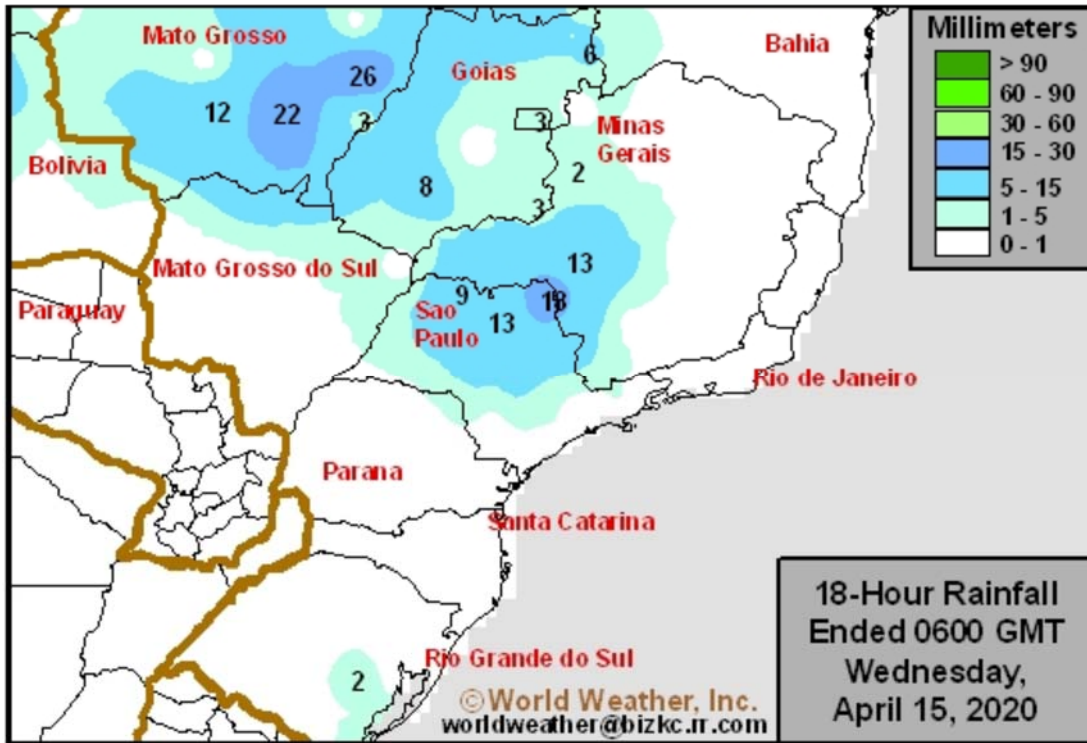 Mato Grosso
Bahia
Millimeters
> 90
60 - 90
30 - 60
15 - 30
5 - 15
1 - 5
0 - 1
6
26
Goias
12
22
3
3
Minas
Gerais
Bolivia
2
8
3
Mato Grosso do Sul
13
9
18
Paraguay
Sao
Paulo
13
Rio de Janeiro
Parana
Santa Catarina
18-Hour Rainfall
Ended 0600 GMT
Wednesday,
April 15, 2020
Rio Grande do Sul
2
©World Weather, Inc.
worldweather@bizkc.rr.com